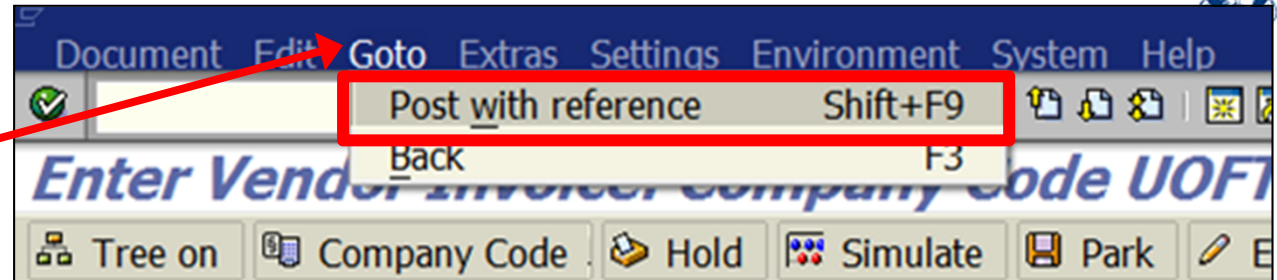 Document Edit Goto Extras Settings Environment System Help
Post with reference Shift+F9
Back F3
Enter Vendor Invoice: Company Code UOFT
Tree on Company Code Hold Simulate Park E